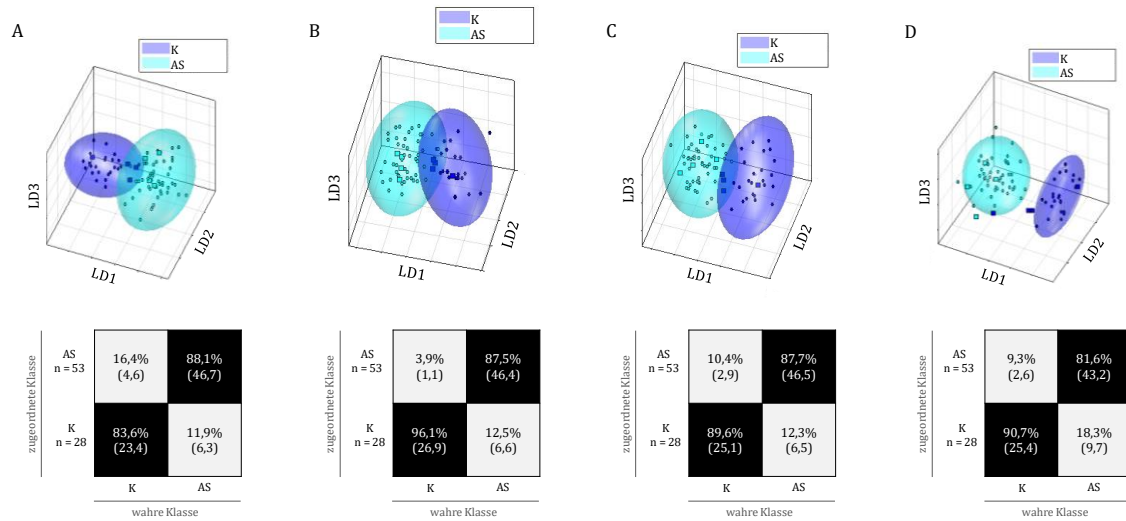 A
K
AS
LD3
LD1
LD2
B
K
AS
LD3
LD1
LD2
C
K
AS
LD3
LD1
LD2
D
K
AS
LD3
LD1
LD2
zugeordnete Klasse
AS
n = 53
16,4%
(4,6)
88,1%
(46,7)
K
n = 28
83,6%
(23,4)
11,9%
(6,3)
K
AS
wahre Klasse
zugeordnete Klasse
AS
n = 53
3,9%
(1,1)
87,5%
(46,4)
K
n = 28
96,1%
(26,9)
12,5%
(6,6)
K
AS
wahre Klasse
zugeordnete Klasse
AS
n = 53
10,4%
(2,9)
87,7%
(46,5)
K
n = 28
89,6%
(25,1)
12,3%
(6,5)
K
AS
wahre Klasse
zugeordnete Klasse
AS
n = 53
9,3%
(2,6)
81,6%
(43,2)
K
n = 28
90,7%
(25,4)
18,3%
(9,7)
K
AS
wahre Klasse